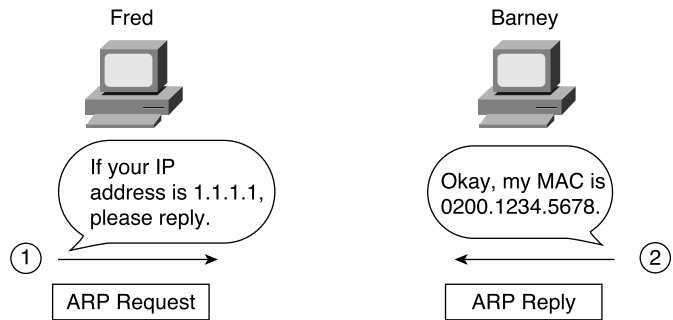 Fred
Barney
If your IP
address is 1.1.1.1,
please reply.
Okay, my MAC is
0200.1234.5678.
1
2
ARP Request
ARP Reply